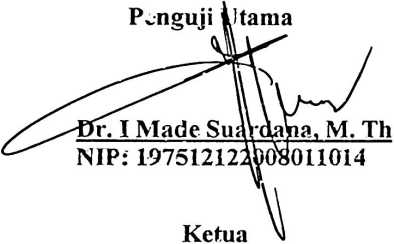 Penguji Utama
Dr. I Made Suardana, M. Th
NIP: 197512122008011014
Ketua